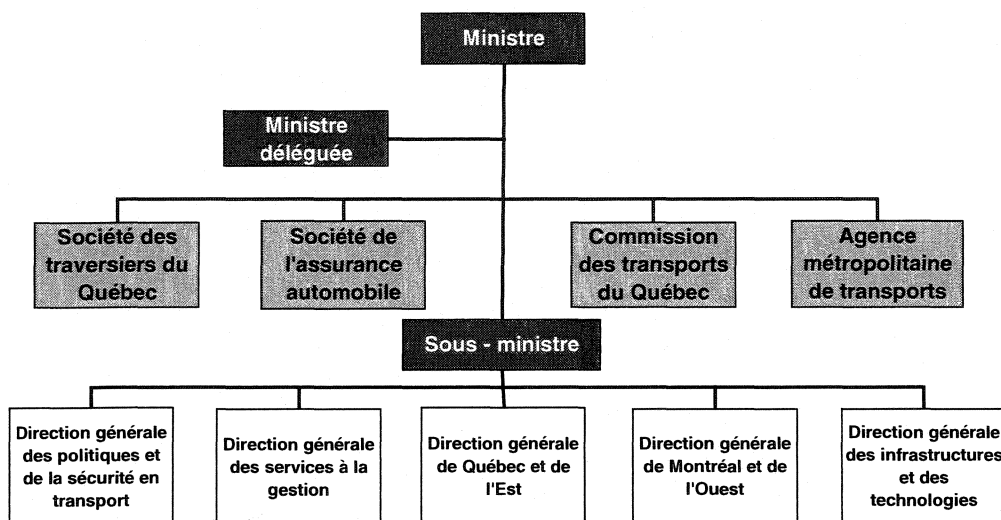 Ministre
Ministre
déléguée
Société des
traversiers du
Québec
Société de
l'assurance
automobile
Commission
des transports
du Québec
Agence
métropolitaine
de transports
Sous - ministre
Direction générale
des politiques et
de la sécurité en
transport
Direction générale
des services à la
gestion
Direction générale
de Québec et de
l'Est
Direction générale
de Montréal et de
l'Ouest
Direction générale
des infrastructures
et des
technologies